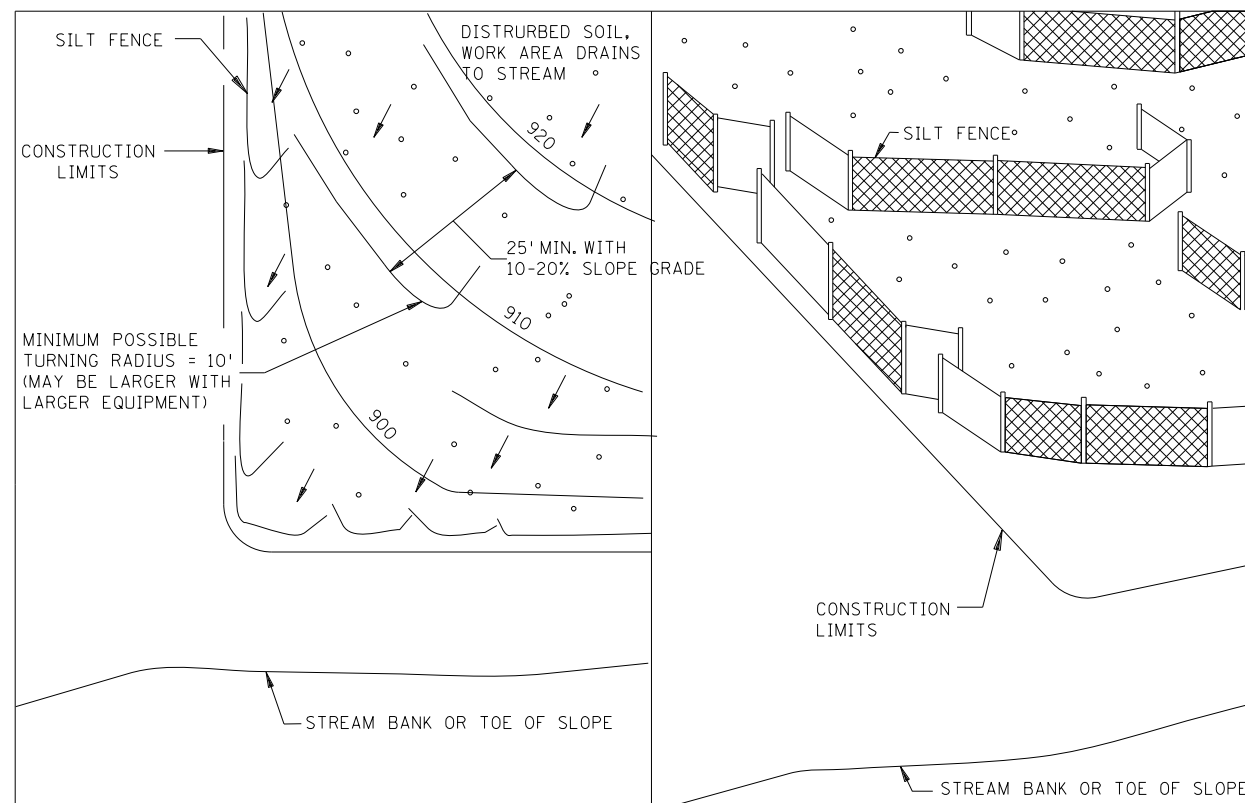 SILT FENCE
DISTRURBED SOIL,
WORK AREA DRAINS
TO STREAM
CONSTRUCTION
LIMITS
920
25' MIN. WITH
10-20% SLOPE GRADE
910
MINIMUM POSSIBLE
TURNING RADIUS = 10'
(MAY BE LARGER WITH
LARGER EQUIPMENT)
900
STREAM BANK OR TOE OF SLOPE
SILT FENCE
CONSTRUCTION
LIMITS
STREAM BANK OR TOE OF SLOPE